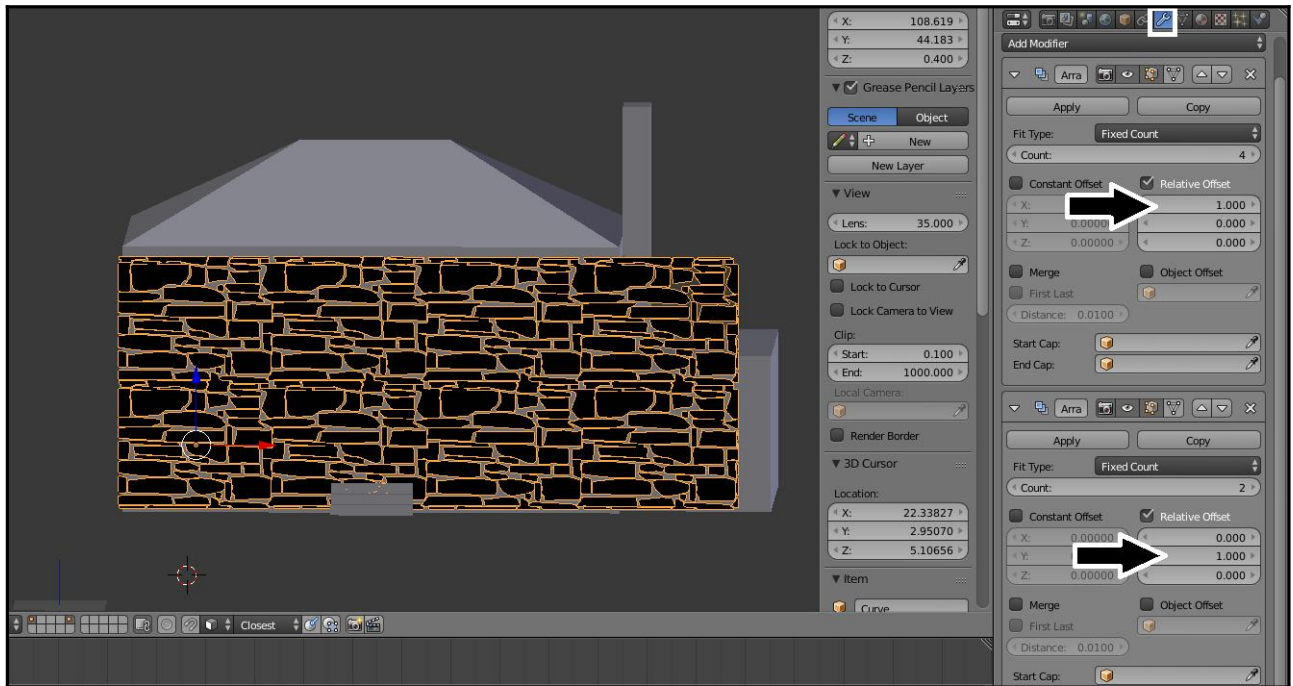 X: 108.619
Y: 44.183
Z: 0.400
Grease Pencil Layers
Scene Object
New
New Layer
View
Lens: 35.000
Lock to Object:
Lock to Cursor
Lock Camera to View
Clip:
Start: 0.100
End: 1000.000
Local Camera:
Render Border
3D Cursor
Location:
X: 22.33827
Y: 2.95070
Z: 5.10656
Item
Curve
Closest
Add Modifier
Arra
Apply Copy
Fit Type: Fixed Count
Count: 4
Constant Offset Relative Offset
X: 1.000
Y: 0.0000 0.000
Z: 0.00000 0.000
Merge Object Offset
First Last
Distance: 0.0100
Start Cap:
End Cap:
Arra
Apply Copy
Fit Type: Fixed Count
Count: 2
Constant Offset Relative Offset
X: 0.00000 0.000
Y: 1.000
Z: 0.00000 0.000
Merge Object Offset
First Last
Distance: 0.0100
Start Cap: